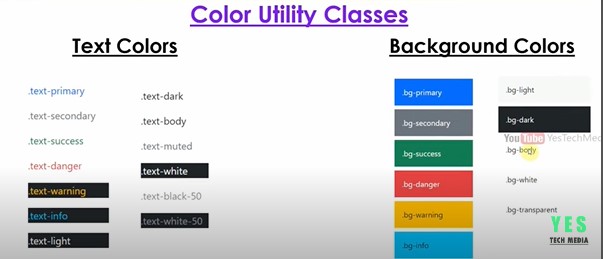 Color Utility Classes
Text Colors
.text-primary
.text-secondary
.text-success
.text-danger
.text-warning
.text-info
.text-light
.text-dark
.text-body
.text-muted
.text-white
.text-black-50
.text-white-50
Background Colors
.bg-primary
.bg-secondary
.bg-success
.bg-danger
.bg-warning
.bg-info
.bg-light
.bg-dark
YouTube YesTechMed
.bg-body
.bg-white
.bg-transparent
YES
TECH MEDIA